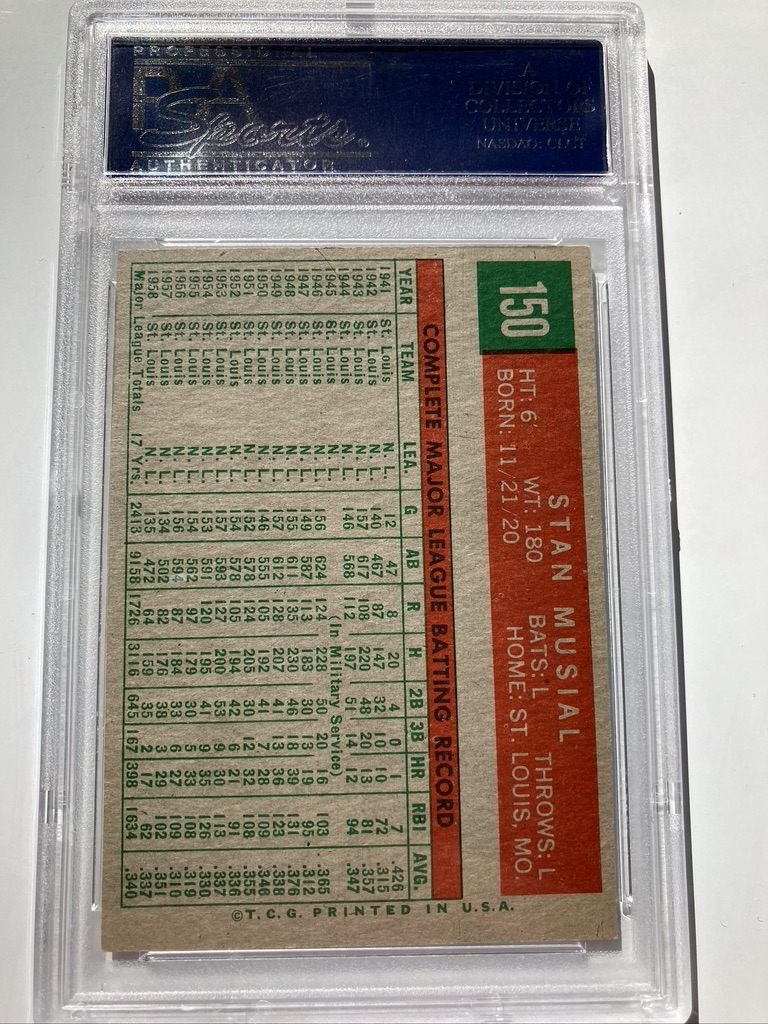 PROFESSIONAL
PSA
Sports.
AUTHENTICATOR
A
DIVISION OF
COLLECTORS
UNIVERSE
NASDAQ: CLCT
150
STAN MUSIAL
HT: 6' WT: 180 BATS: L THROWS: L
BORN: 11/21/20 HOME: ST. LOUIS, MO.
COMPLETE MAJOR LEAGUE BATTING RECORD
YEAR TEAM LEA. G AB R H 2B 3B HR RBI AVG.
1941 St. Louis N. L. 12 47 8 20 4 0 1 7 .426
1942 St. Louis N. L. 140 467 87 147 32 10 10 72 .315
1943 St. Louis N. L. 157 617 108 220 48 20 13 81 .357
1944 St. Louis N. L. 146 568 112 197 51 14 12 94 .347
1945 St. Louis (In Military Service)
1946 St. Louis N. L. 156 624 124 228 50 20 16 103 .365
1947 St. Louis N. L. 149 587 113 183 30 13 19 95 .312
1948 St. Louis N. L. 155 611 135 230 46 18 39 131 .376
1949 St. Louis N. L. 157 612 128 207 41 13 36 123 .338
1950 St. Louis N. L. 146 555 105 192 41 7 28 109 .346
1951 St. Louis N. L. 152 578 124 205 30 12 32 108 .355
1952 St. Louis N. L. 154 578 105 194 42 6 21 91 .336
1953 St. Louis N. L. 157 593 127 200 53 9 30 113 .337
1954 St. Louis N. L. 153 591 120 195 41 9 35 126 .330
1955 St. Louis N. L. 154 562 97 179 30 5 33 108 .319
1956 St. Louis N. L. 156 594 87 184 33 6 27 109 .310
1957 St. Louis N. L. 134 502 82 176 38 3 29 102 .351
1958 St. Louis N. L. 135 472 64 159 35 2 17 62 .337
Major League Totals 17 Yrs. 2413 9158 1726 3116 645 167 398 1634 .340
©T. C. G. PRINTED IN U.S.A.